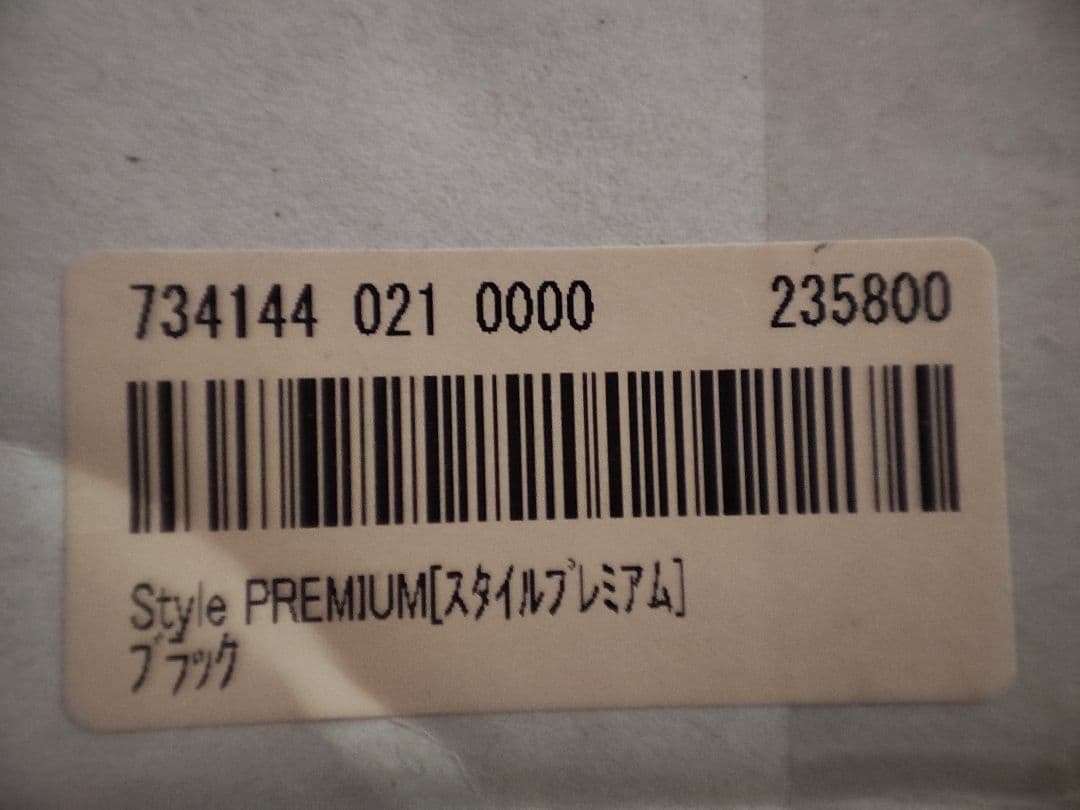 734144 021 0000 235800
Style PREMIUM[ｽﾀｲﾙﾌﾟﾚﾐｱﾑ]
ﾌﾞﾗｯｸ